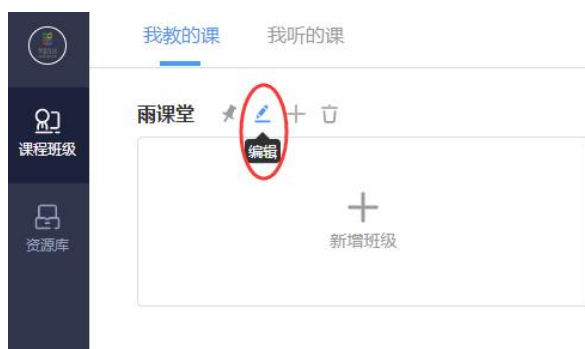 我教的课 我听的课
课程班级
雨课堂
编辑
资源库
新增班级